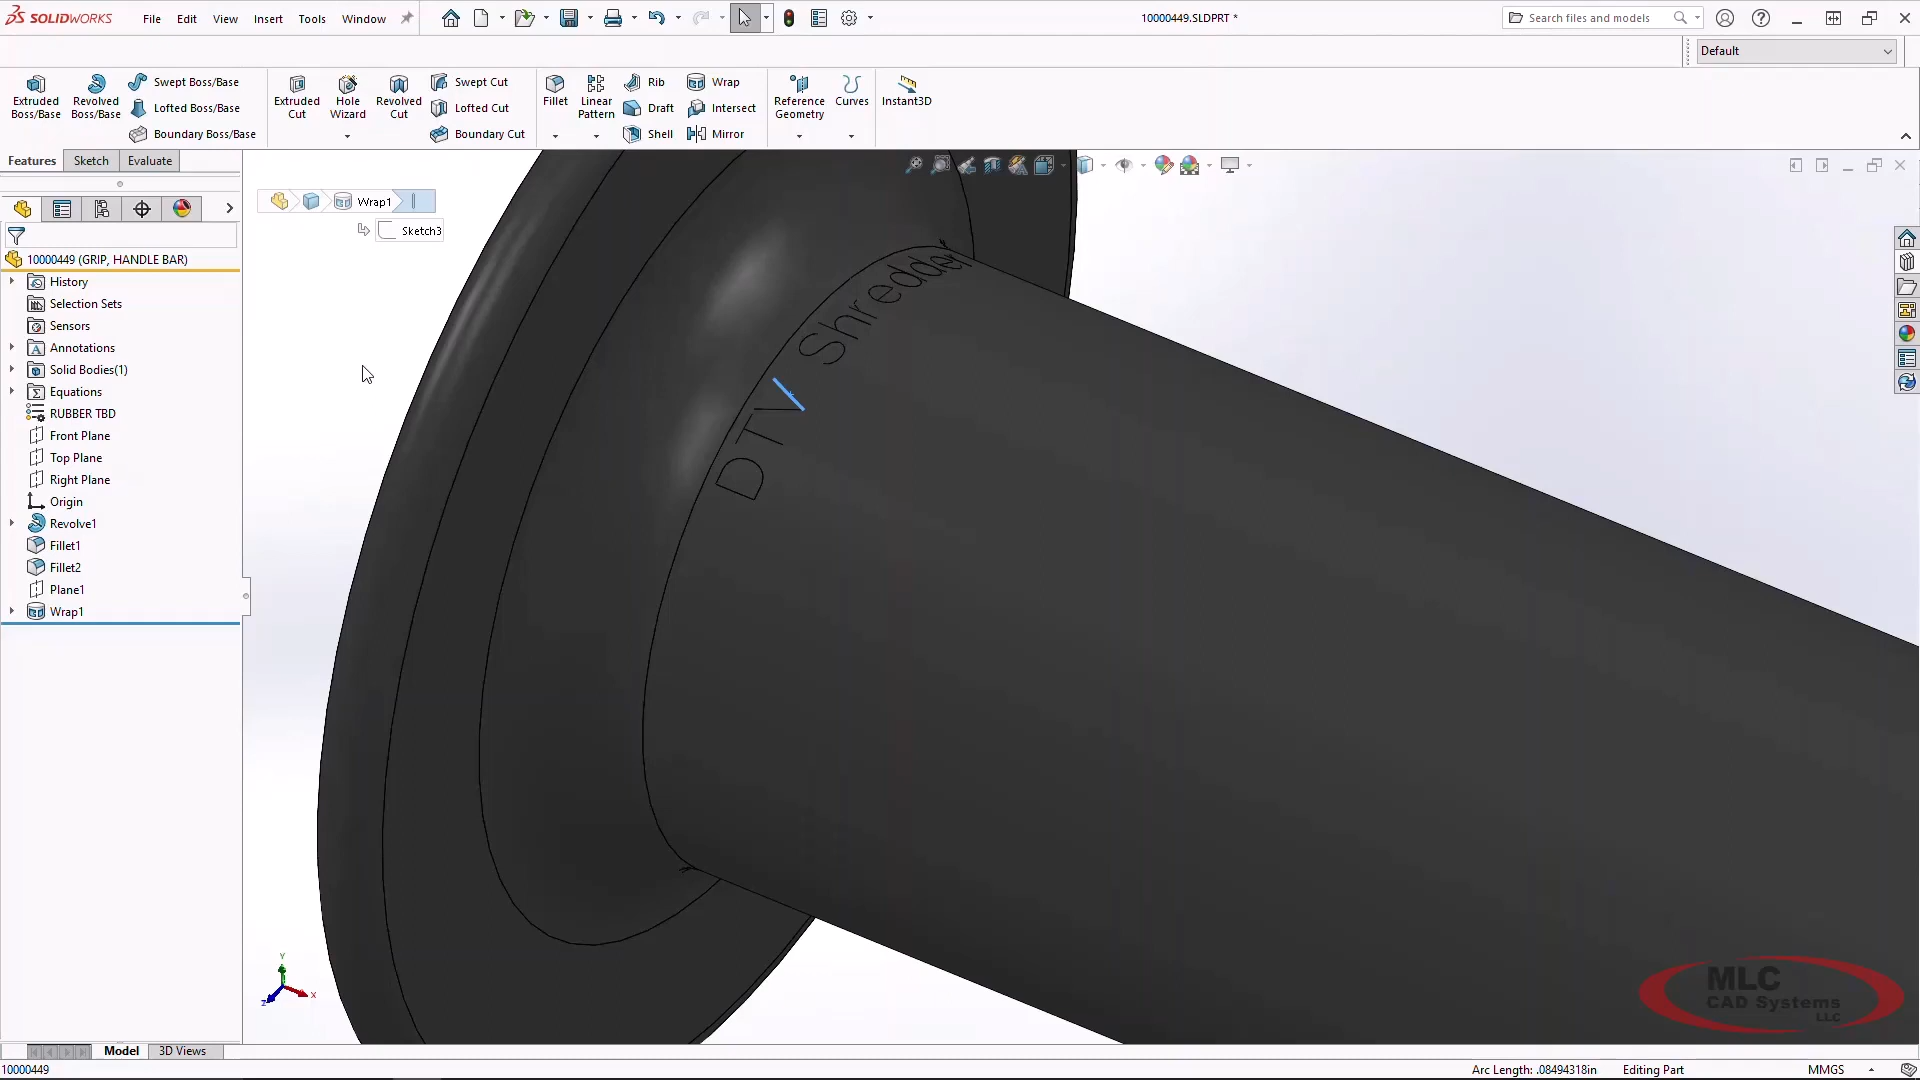 SOLIDWORKS
File Edit View Insert Tools Window
10000449.SLDPRT *
Search files and models
Default
Extruded Boss/Base
Revolved Boss/Base
Swept Boss/Base
Lofted Boss/Base
Boundary Boss/Base
Extruded Cut
Hole Wizard
Revolved Cut
Swept Cut
Lofted Cut
Boundary Cut
Fillet
Linear Pattern
Rib
Draft
Shell
Wrap
Intersect
Mirror
Reference Geometry
Curves
Instant3D
Features Sketch Evaluate
Wrap1
Sketch3
10000449 (GRIP, HANDLE BAR)
History
Selection Sets
Sensors
Annotations
Solid Bodies(1)
Equations
RUBBER TBD
Front Plane
Top Plane
Right Plane
Origin
Revolve1
Fillet1
Fillet2
Plane1
Wrap1
DTV Shredder
Y
X
Z
MLC
CAD Systems
LLC
Model 3D Views
10000449
Arc Length: .08494318in Editing Part MMGS